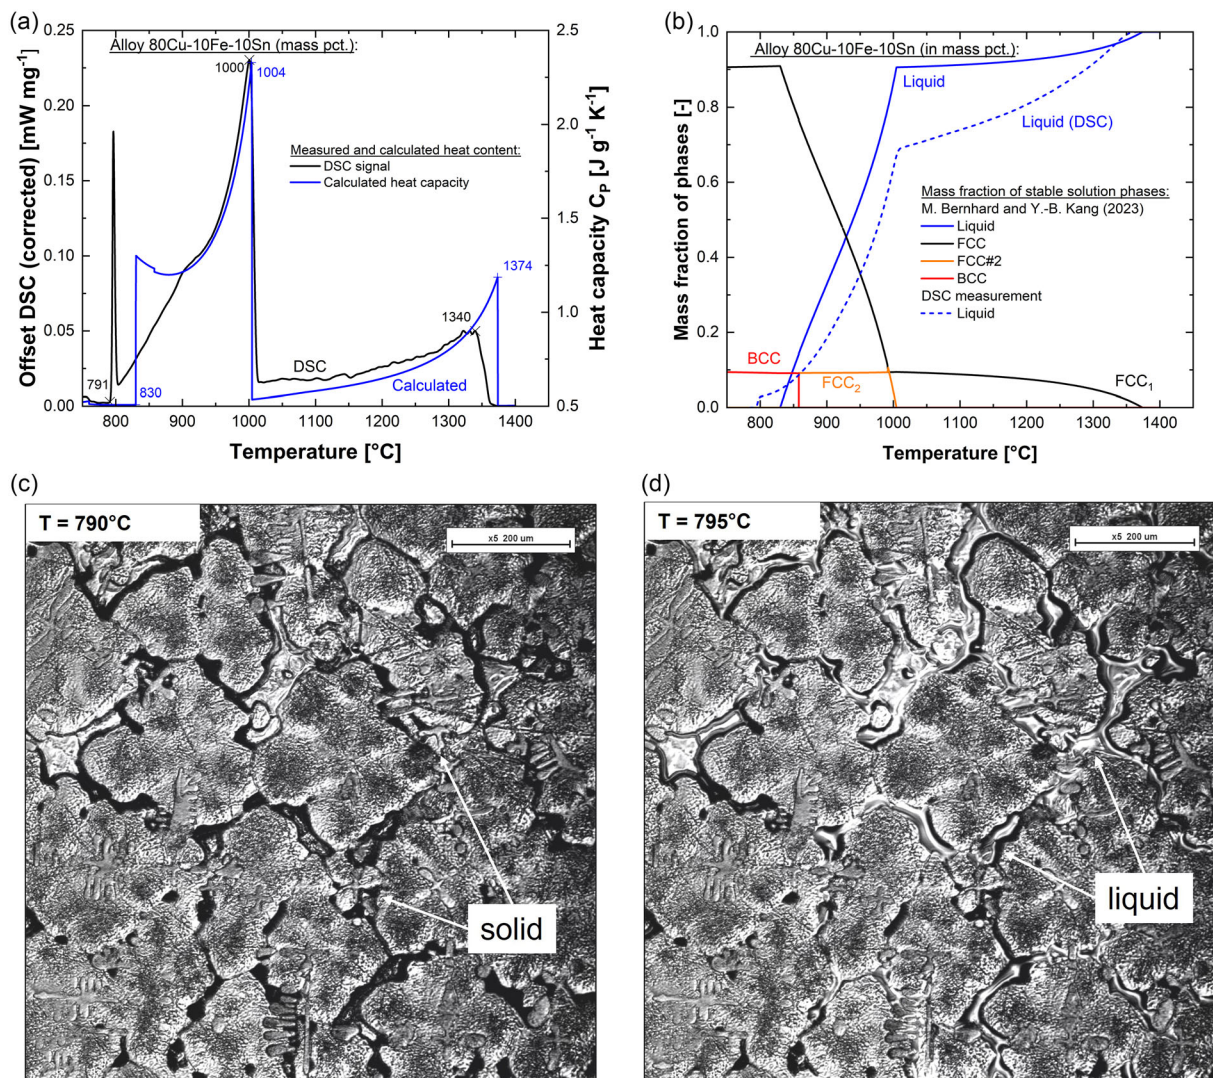 (a)
Offset DSC (corrected) [mW mg⁻¹]
0.25
0.20
0.15
0.10
0.05
0.00
Alloy 80Cu-10Fe-10Sn (mass pct.):
1000
1004
Measured and calculated heat content:
DSC signal
Calculated heat capacity
1374
1340
DSC
Calculated
791
830
2.5
2.0
1.5
1.0
0.5
Heat capacity Cₚ [J g⁻¹ K⁻¹]
800 900 1000 1100 1200 1300 1400
Temperature [°C]
(b)
Mass fraction of phases [-]
1.0
0.8
0.6
0.4
0.2
0.0
Alloy 80Cu-10Fe-10Sn (in mass pct.):
Liquid
Liquid (DSC)
Mass fraction of stable solution phases:
M. Bernhard and Y.-B. Kang (2023)
Liquid
FCC
FCC#2
BCC
DSC measurement
Liquid
BCC
FCC₂
FCC₁
800 900 1000 1100 1200 1300 1400
Temperature [°C]
(c)
T = 790°C
x5 200 um
solid
(d)
T = 795°C
x5 200 um
liquid